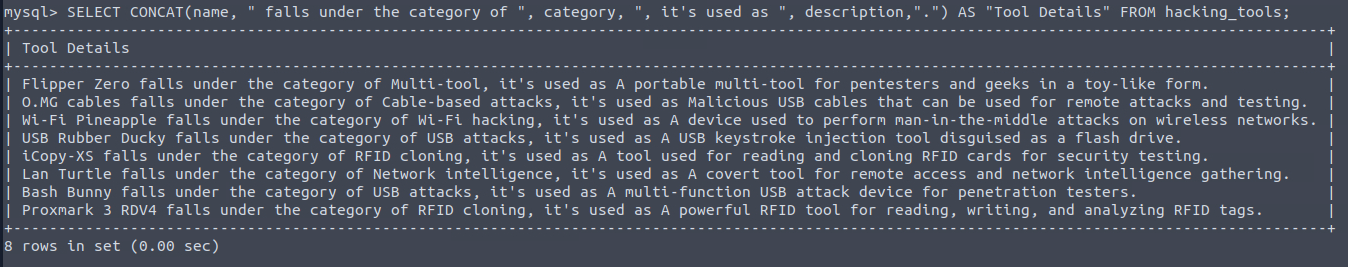 mysql> SELECT CONCAT(name, " falls under the category of ", category, ", it's used as ", description,".") AS "Tool Details" FROM hacking_tools;
| Tool Details |
| Flipper Zero falls under the category of Multi-tool, it's used as A portable multi-tool for pentesters and geeks in a toy-like form. |
| O.MG cables falls under the category of Cable-based attacks, it's used as Malicious USB cables that can be used for remote attacks and testing. |
| Wi-Fi Pineapple falls under the category of Wi-Fi hacking, it's used as A device used to perform man-in-the-middle attacks on wireless networks. |
| USB Rubber Ducky falls under the category of USB attacks, it's used as A USB keystroke injection tool disguised as a flash drive. |
| iCopy-XS falls under the category of RFID cloning, it's used as A tool used for reading and cloning RFID cards for security testing. |
| Lan Turtle falls under the category of Network intelligence, it's used as A covert tool for remote access and network intelligence gathering. |
| Bash Bunny falls under the category of USB attacks, it's used as A multi-function USB attack device for penetration testers. |
| Proxmark 3 RDV4 falls under the category of RFID cloning, it's used as A powerful RFID tool for reading, writing, and analyzing RFID tags. |
8 rows in set (0.00 sec)